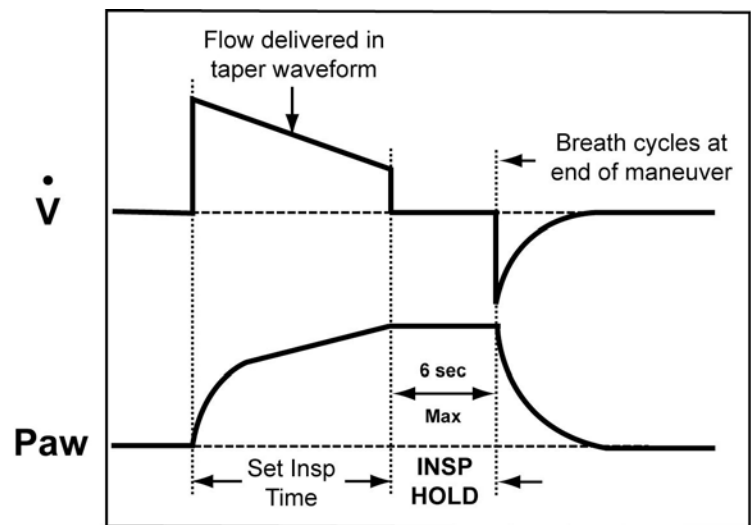 Flow delivered in
taper waveform
Breath cycles at
end of maneuver
V̇
6 sec
Max
Paw
Set Insp
Time
INSP
HOLD